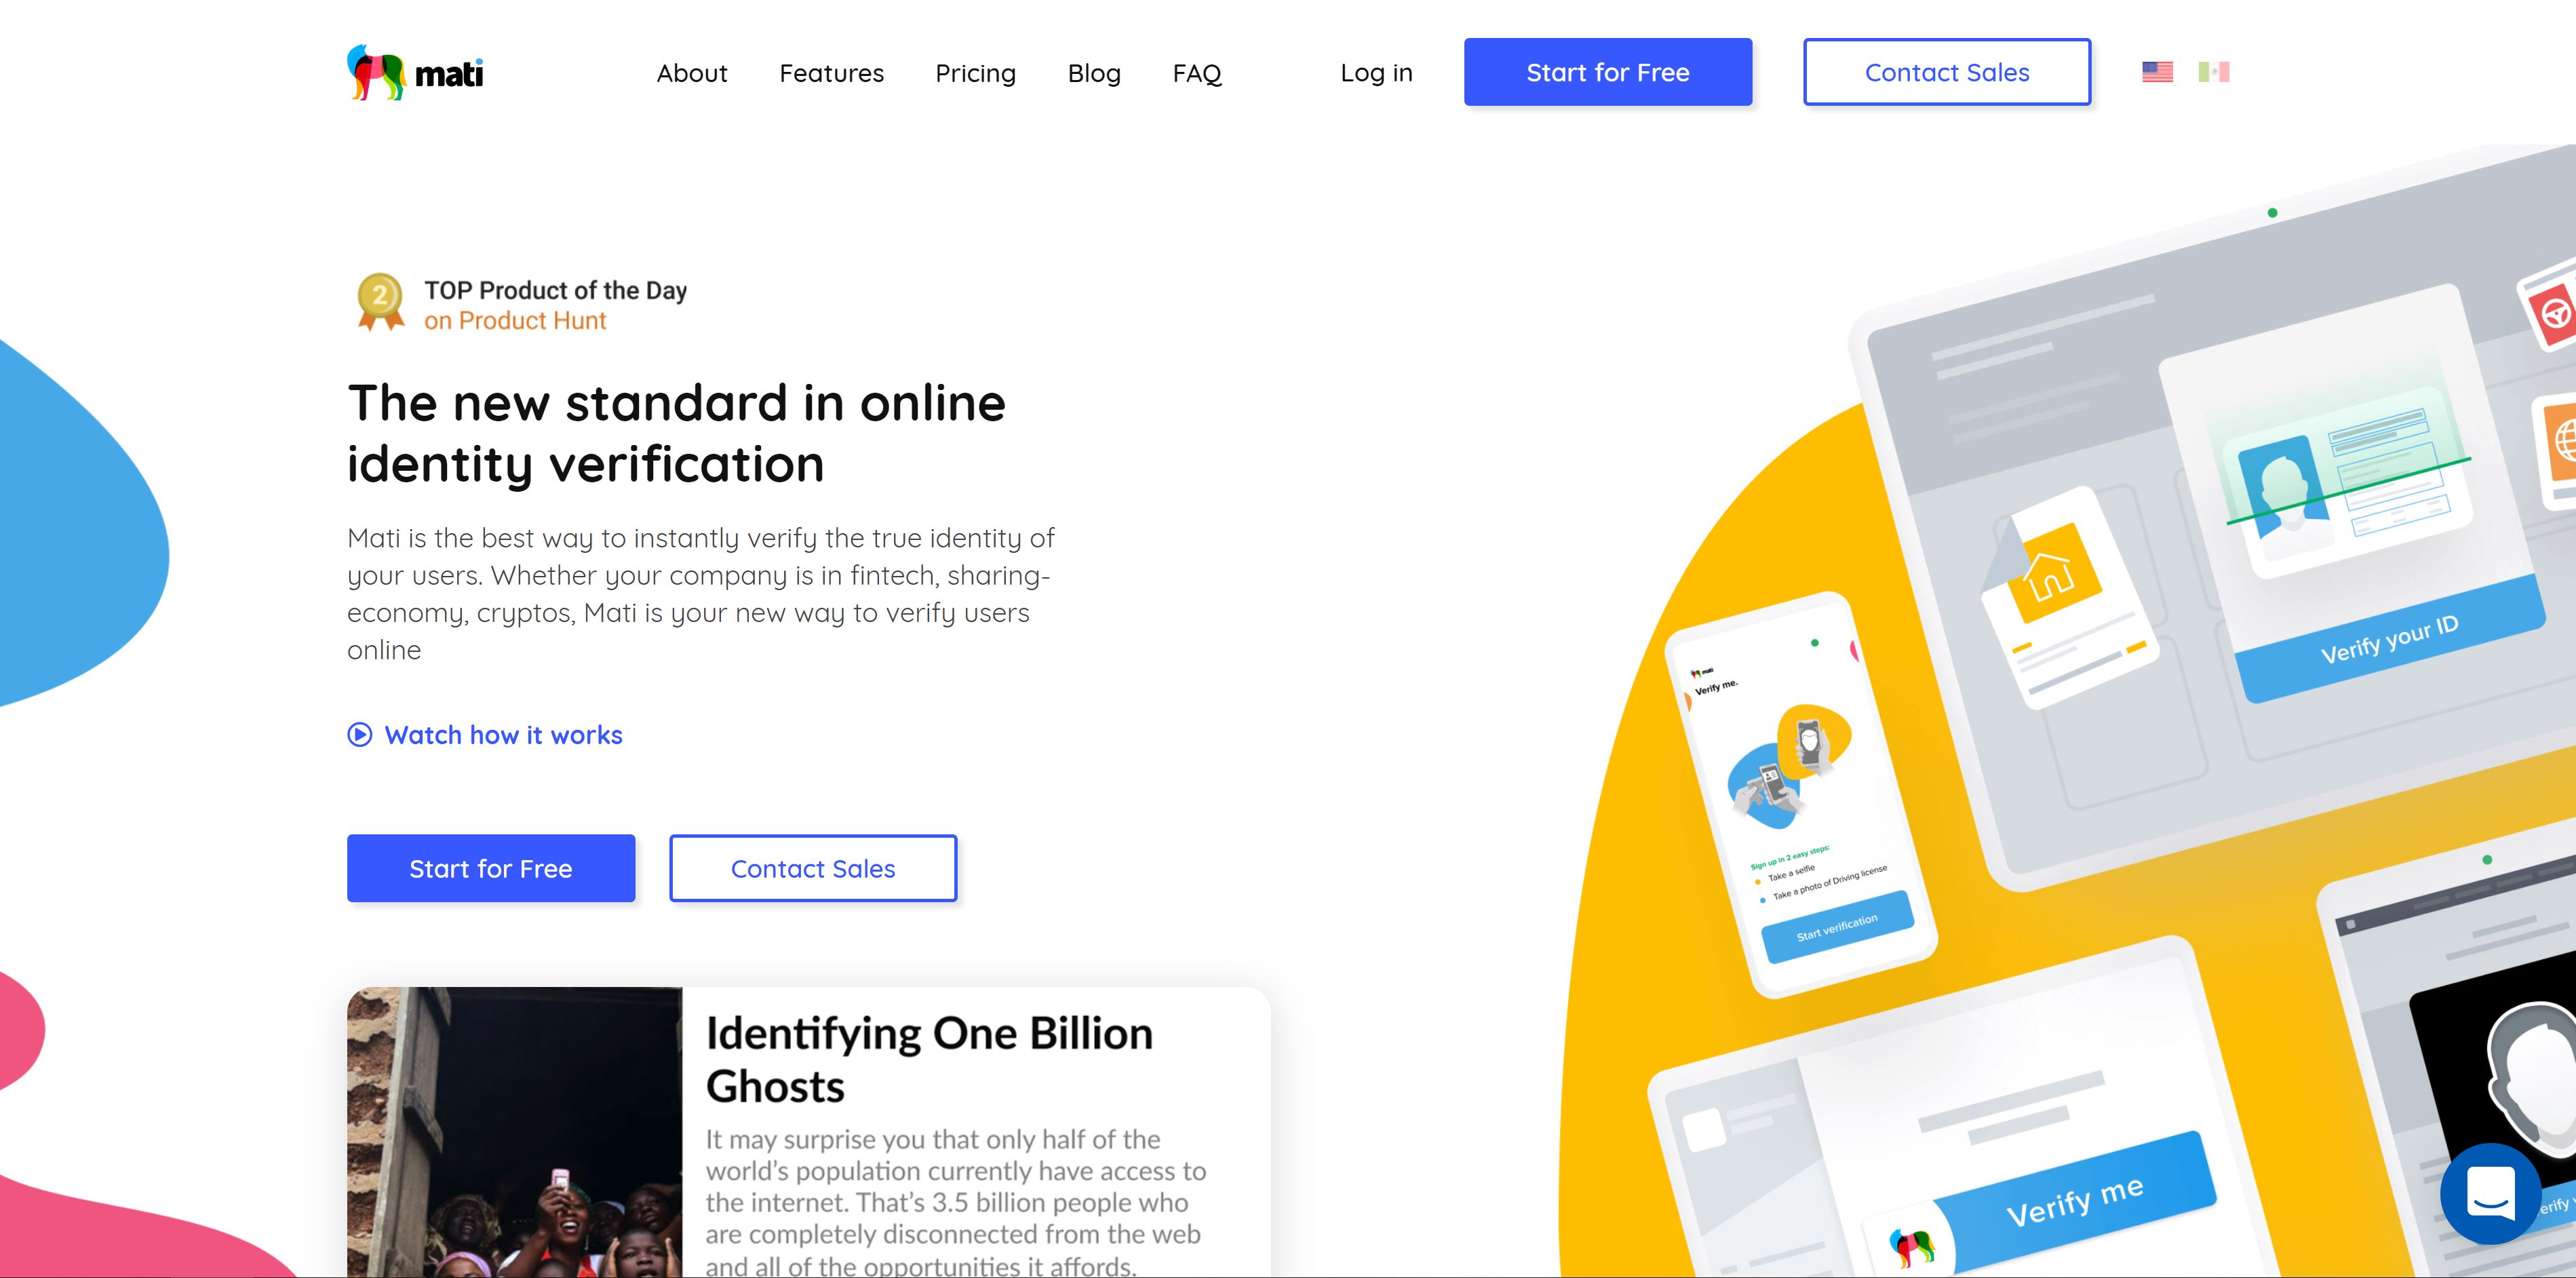 mati
About Features Pricing Blog FAQ Log in Start for Free Contact Sales
2
TOP Product of the Day
on Product Hunt
The new standard in online
identity verification
Mati is the best way to instantly verify the true identity of
your users. Whether your company is in fintech, sharing-
economy, cryptos, Mati is your new way to verify users
online
Watch how it works
Start for Free Contact Sales
Identifying One Billion
Ghosts
It may surprise you that only half of the
world’s population currently have access to
the internet. That’s 3.5 billion people who
are completely disconnected from the web
and all of the opportunities it affords.
Verify your ID
mati
Verify me.
Sign up in 2 easy steps:
Take a selfie
Take a photo of Driving license
Start verification
Verify me